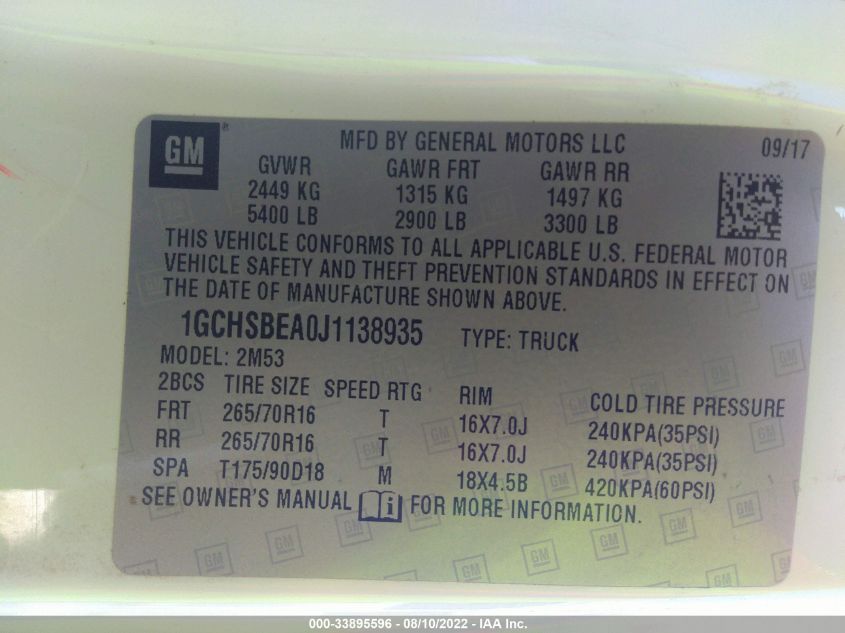 GM® MFD BY GENERAL MOTORS LLC 09/17
GVWR GAWR FRT GAWR RR
2449 KG 1315 KG 1497 KG
5400 LB 2900 LB 3300 LB
THIS VEHICLE CONFORMS TO ALL APPLICABLE U.S. FEDERAL MOTOR
VEHICLE SAFETY AND THEFT PREVENTION STANDARDS IN EFFECT ON
THE DATE OF MANUFACTURE SHOWN ABOVE.
1GCHSBEA0J1138935 TYPE: TRUCK
MODEL: 2M53
2BCS TIRE SIZE SPEED RTG RIM COLD TIRE PRESSURE
FRT 265/70R16 T 16X7.0J 240KPA(35PSI)
RR 265/70R16 T 16X7.0J 240KPA(35PSI)
SPA T175/90D18 M 18X4.5B 420KPA(60PSI)
SEE OWNER'S MANUAL i FOR MORE INFORMATION.
000-33895596 - 08/10/2022 - IAA Inc.